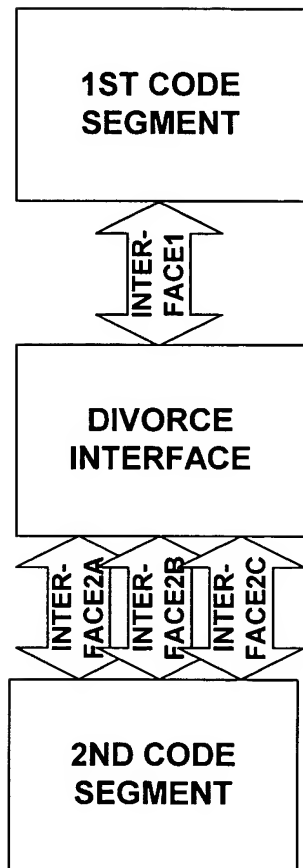 1ST CODE
SEGMENT
INTER-
FACE1
DIVORCE
INTERFACE
INTER-
FACE2A
INTER-
FACE2B
INTER-
FACE2C
2ND CODE
SEGMENT